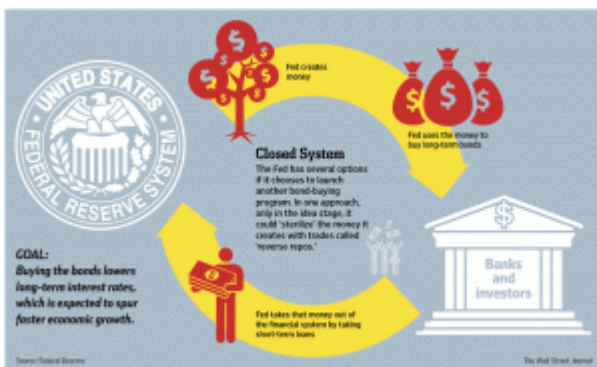 UNITED STATES
FEDERAL RESERVE SYSTEM
$
$
$
$
$
$
Fed creates
money
$
$
$
Fed uses the money to
buy long-term bonds
Closed System
The Fed has several options
if it chooses to launch
another bond-buying
program. In one approach,
only in the idea stage, it
could 'sterilize' the money it
creates with trades called
'reverse repos.'
$
Banks
and
investors
GOAL:
Buying the bonds lowers
long-term interest rates,
which is expected to spur
faster economic growth.
Fed takes that money out of
the financial system by taking
short-term loans
Source: Federal Reserve
The Wall Street Journal